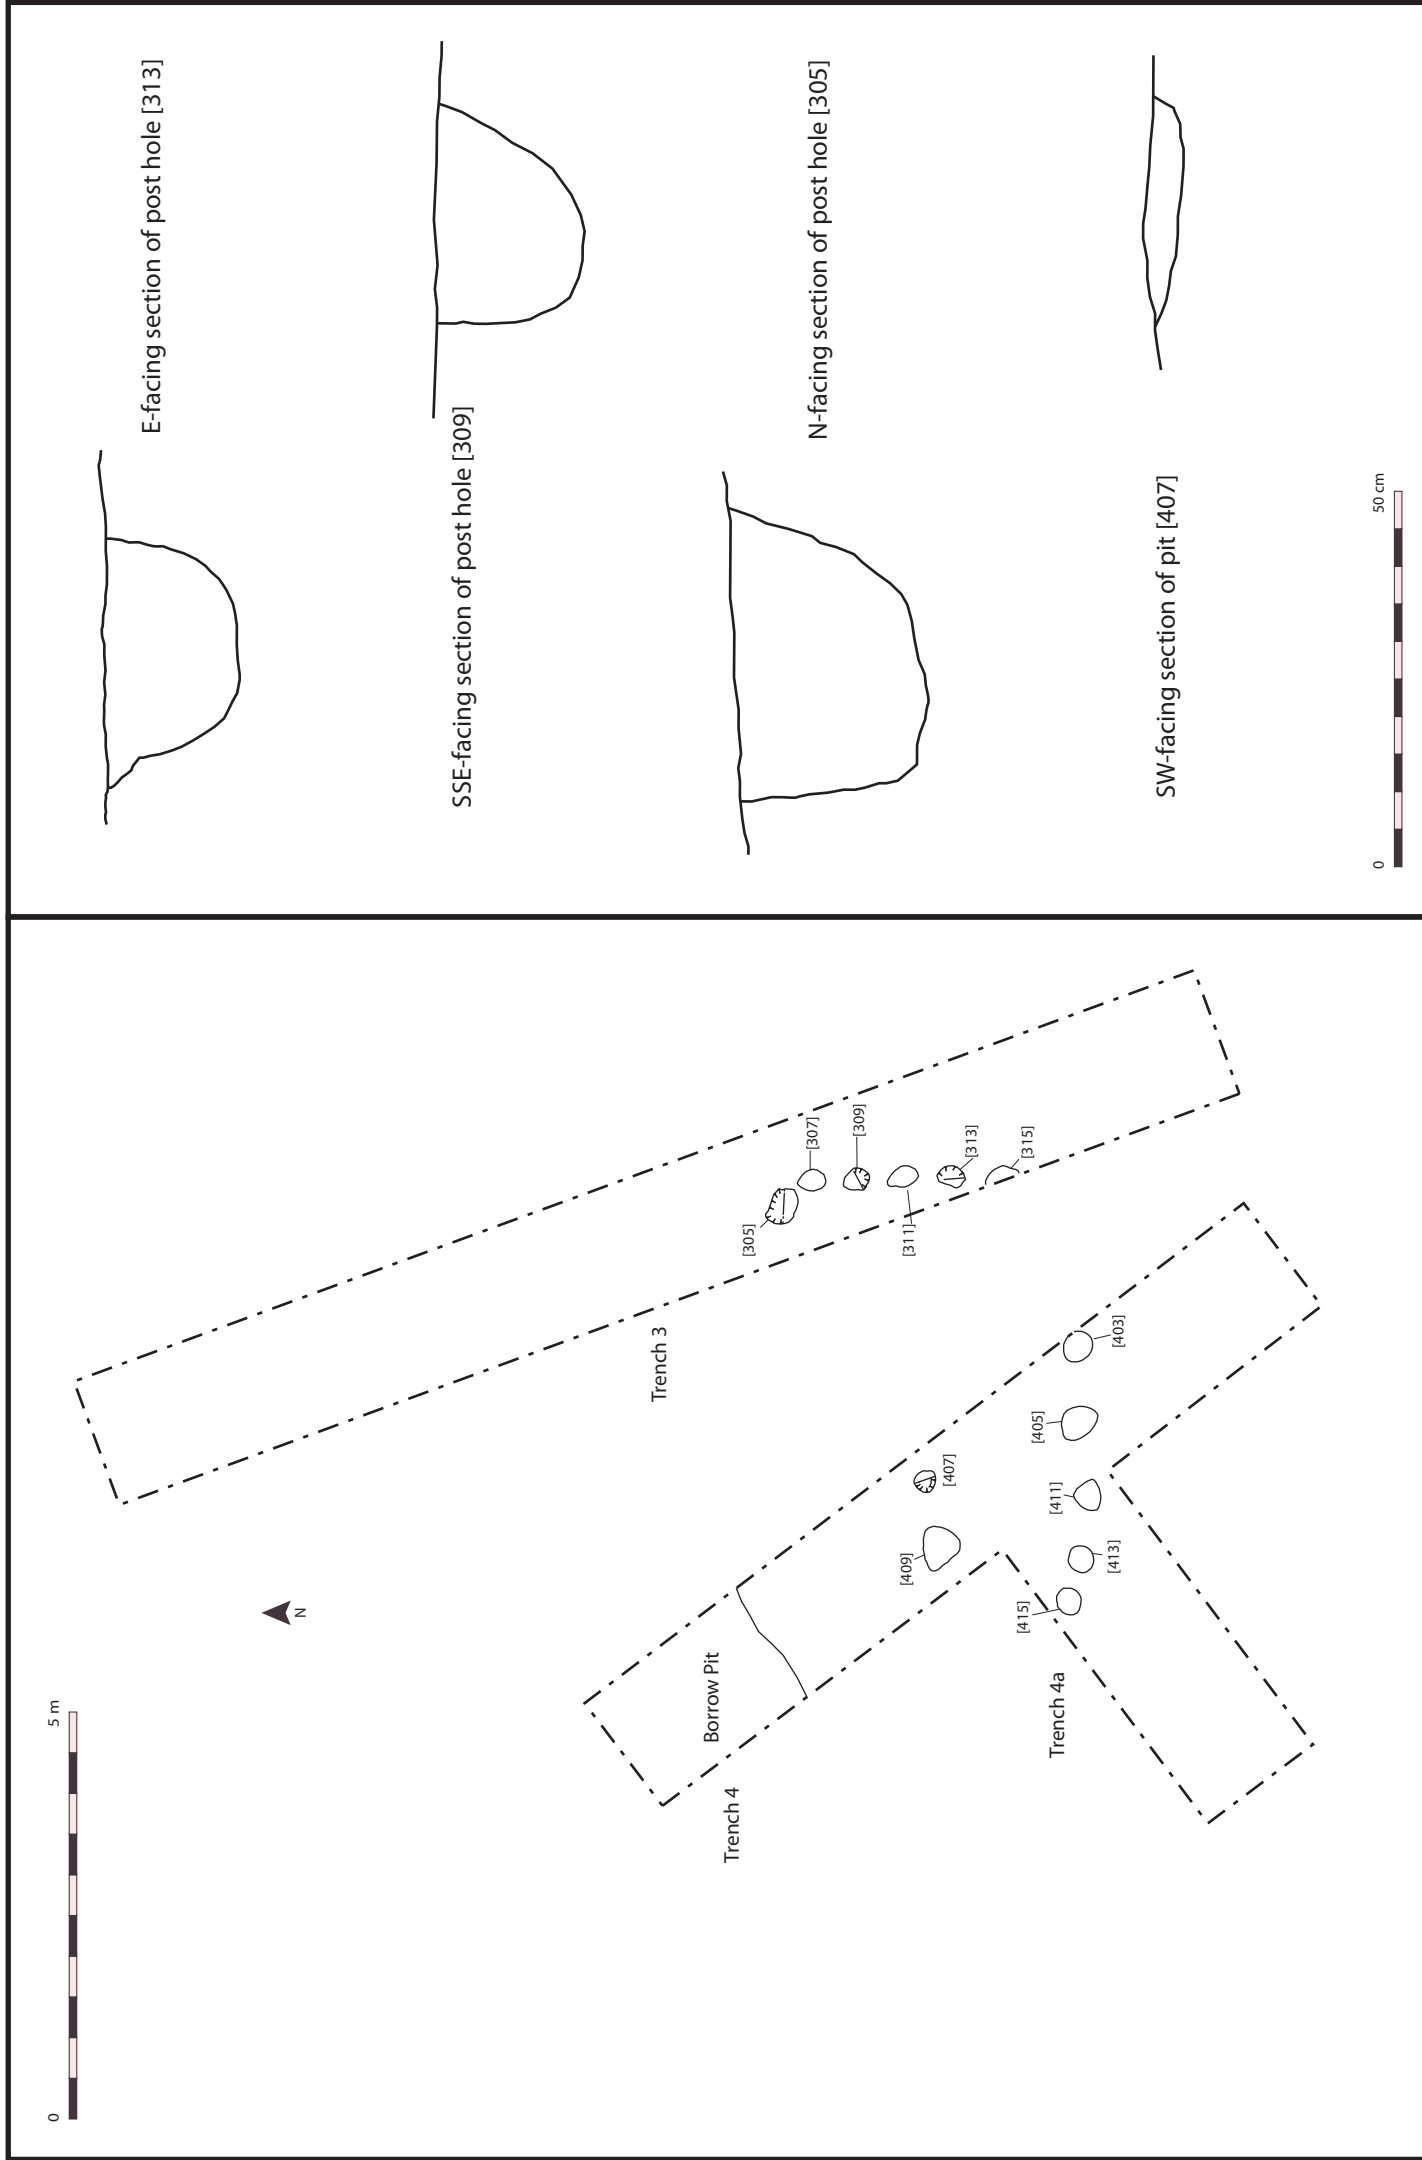 E-facing section of post hole [313]
SSE-facing section of post hole [309]
N-facing section of post hole [305]
SW-facing section of pit [407]
0
50 cm
0
5 m
N
Trench 3
[305]
[307]
[309]
[311]
[313]
[315]
Trench 4
Borrow Pit
Trench 4a
[409]
[407]
[415]
[413]
[411]
[405]
[403]